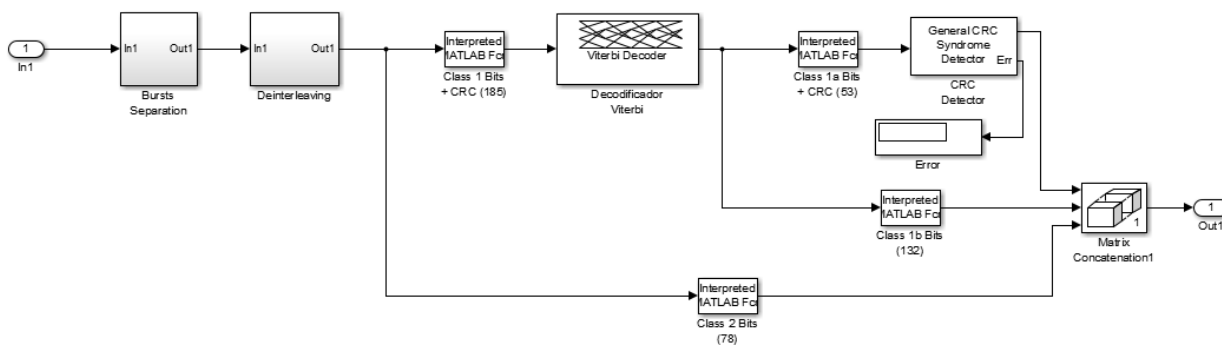 1
In1
In1
Out1
Bursts
Separation
In1
Out1
Deinterleaving
Interpreted
MATLAB Fcn
Class 1 Bits
+ CRC (185)
Viterbi Decoder
Decodificador
Viterbi
Interpreted
MATLAB Fcn
Class 1a Bits
+ CRC (53)
General CRC
Syndrome
Detector
Err
CRC
Detector
Error
Interpreted
MATLAB Fcn
Class 1b Bits
(132)
Interpreted
MATLAB Fcn
Class 2 Bits
(78)
1
Matrix
Concatenation1
1
Out1